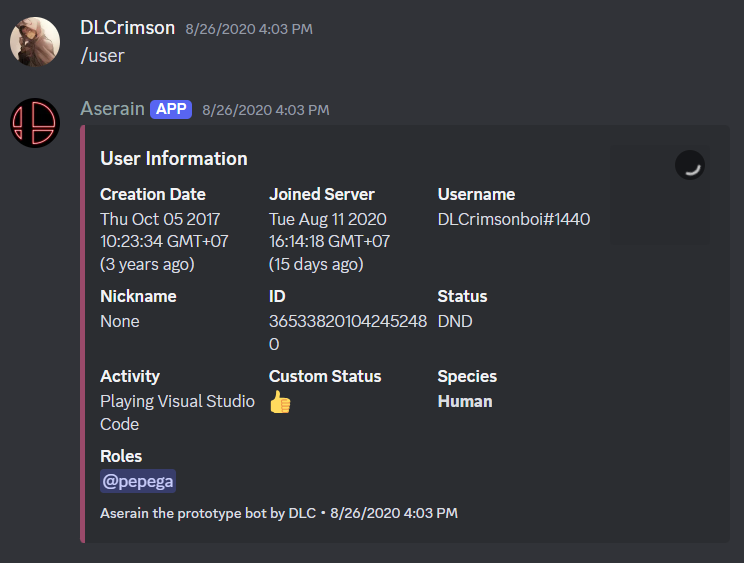 DLCrimson 8/26/2020 4:03 PM
/user
Aserain APP 8/26/2020 4:03 PM
User Information
Creation Date Joined Server Username
Thu Oct 05 2017 Tue Aug 11 2020 DLCrimsonboi#1440
10:23:34 GMT+07 16:14:18 GMT+07
(3 years ago) (15 days ago)
Nickname ID Status
None 36533820104245248 DND
0
Activity Custom Status Species
Playing Visual Studio 👍 Human
Code
Roles
@pepega
Aserain the prototype bot by DLC • 8/26/2020 4:03 PM